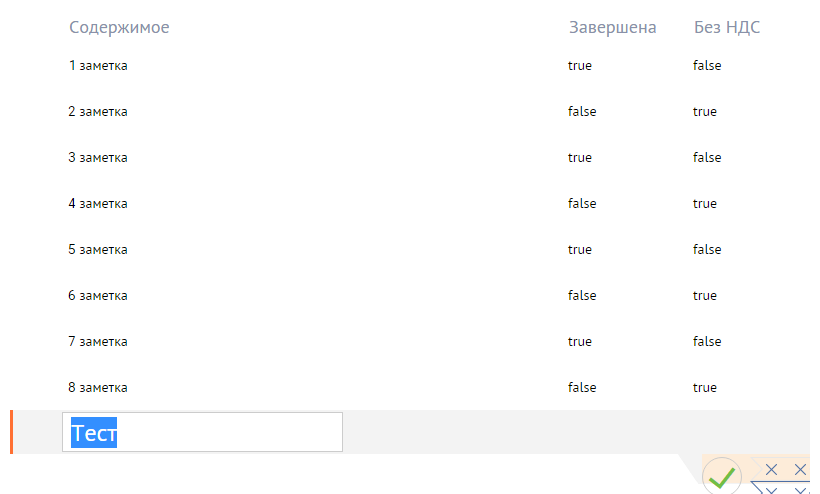 Содержимое Завершена Без НДС
1 заметка true false
2 заметка false true
3 заметка true false
4 заметка false true
5 заметка true false
6 заметка false true
7 заметка true false
8 заметка false true
Тест